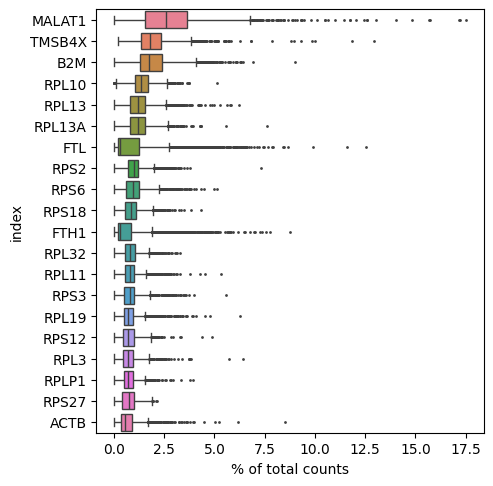 MALAT1
TMSB4X
B2M
RPL10
RPL13
RPL13A
FTL
RPS2
RPS6
RPS18
FTH1
RPL32
RPL11
RPS3
RPL19
RPS12
RPL3
RPLP1
RPS27
ACTB
index
0.0 2.5 5.0 7.5 10.0 12.5 15.0 17.5
% of total counts